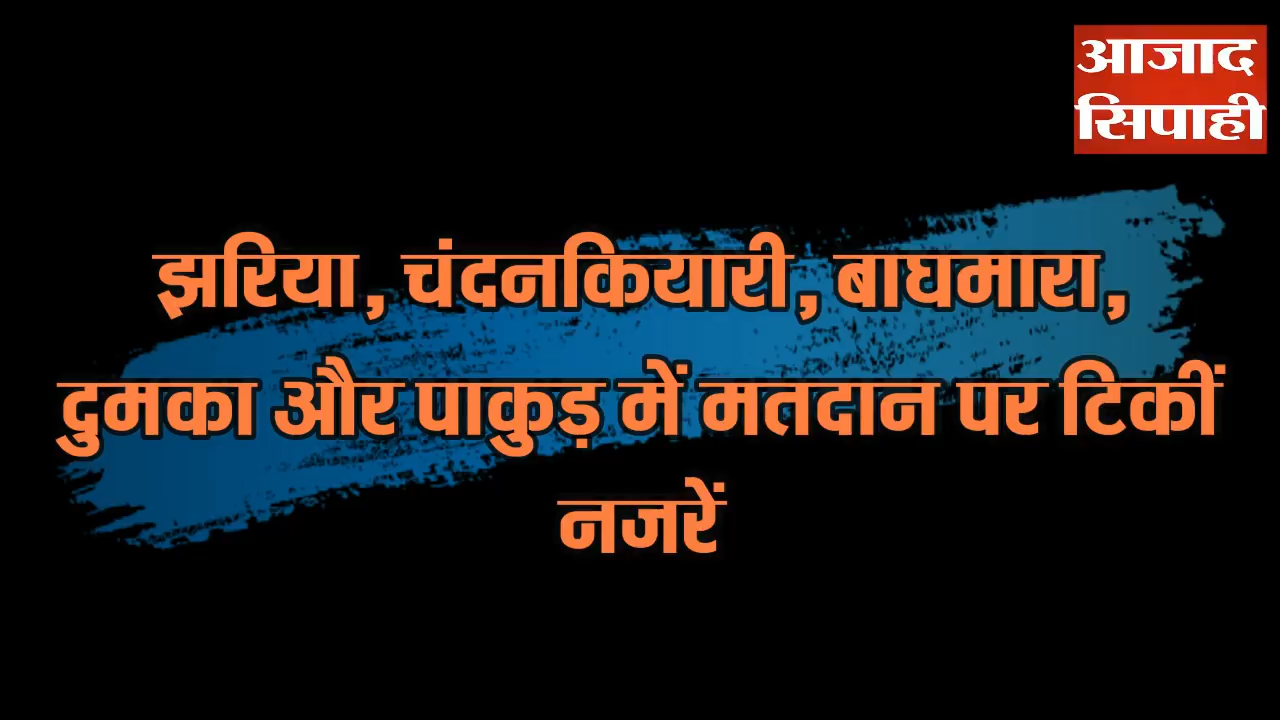 आजाद
सिपाही
झरिया, चंदनकियारी, बाघमारा,
दुमका और पाकुड़ में मतदान पर टिकीं
नजरें